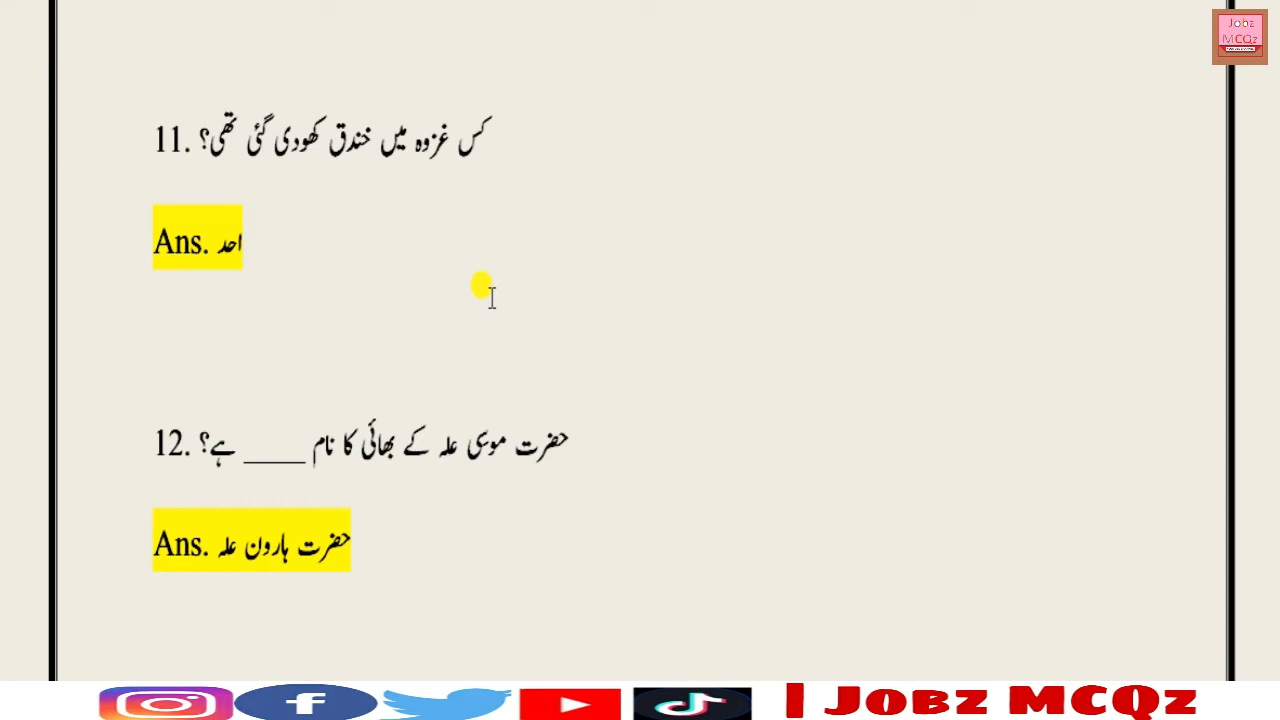 Jobz
MCQz
11. کس غزوہ میں خندق کھودی گئی تھی؟
Ans. احد
12. حضرت موسی علہ کے بھائی کا نام ____ ہے؟
Ans. حضرت ہارون علہ
| Jobz MCQz